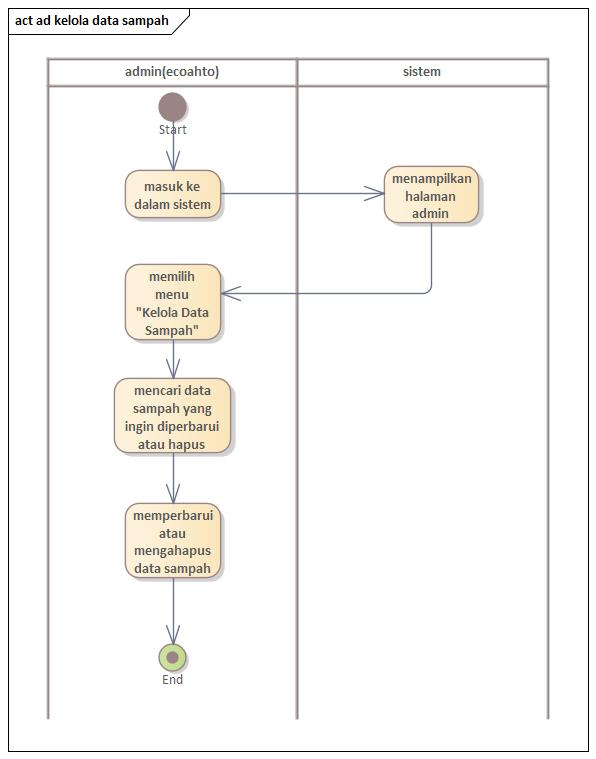 act ad kelola data sampah
admin(ecoahto)
sistem
Start
masuk ke
dalam sistem
menampilkan
halaman
admin
memilih
menu
"Kelola Data
Sampah"
mencari data
sampah yang
ingin diperbarui
atau hapus
memperbarui
atau
mengahapus
data sampah
End